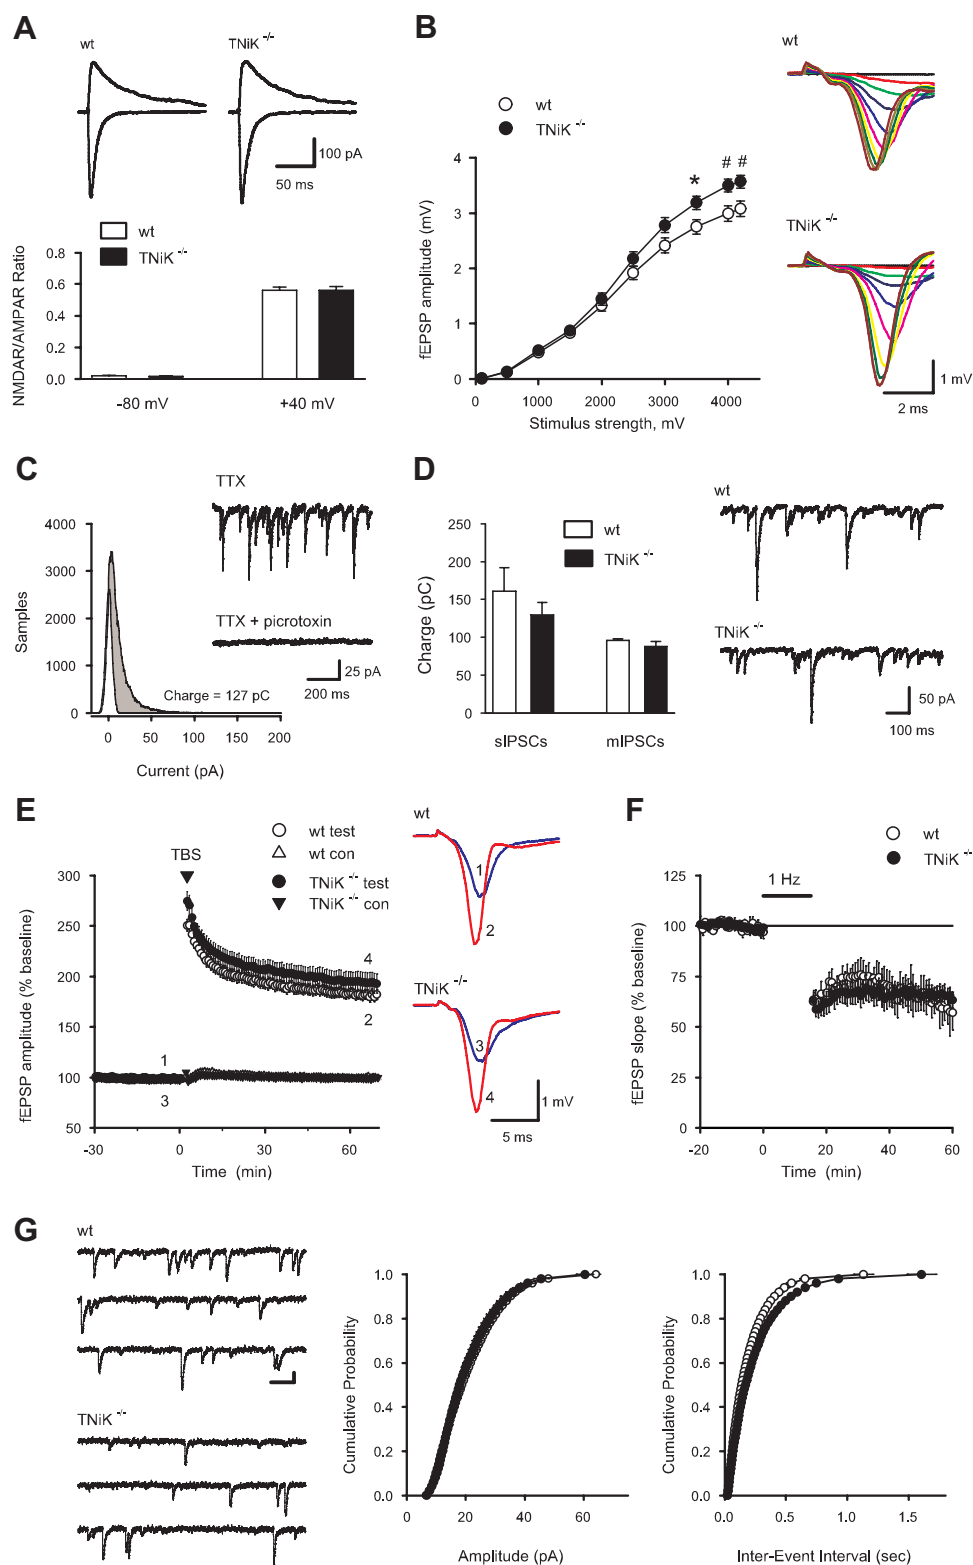 A
wt
TNiK -/-
100 pA
50 ms
wt
TNiK -/-
NMDAR/AMPAR Ratio
0.8
0.6
0.4
0.2
0.0
-80 mV
+40 mV
B
wt
TNiK -/-
fEPSP amplitude (mV)
4
3
2
1
0
* # #
0 1000 2000 3000 4000
Stimulus strength, mV
wt
TNiK -/-
1 mV
2 ms
C
TTX
Samples
4000
3000
2000
1000
0
TTX + picrotoxin
25 pA
200 ms
Charge = 127 pC
0 50 100 150 200
Current (pA)
D
wt
TNiK -/-
Charge (pC)
250
200
150
100
50
0
sIPSCs
mIPSCs
wt
TNiK -/-
50 pA
100 ms
E
wt test
wt con
TNiK -/- test
TNiK -/- con
TBS
fEPSP amplitude (% baseline)
300
250
200
150
100
50
4
2
1
3
-30 0 30 60
Time (min)
wt
1
2
TNiK -/-
3
4
1 mV
5 ms
F
wt
TNiK -/-
1 Hz
fEPSP slope (% baseline)
125
100
75
50
25
0
-20 0 20 40 60
Time (min)
G
wt
TNiK -/-
Cumulative Probability
1.0
0.8
0.6
0.4
0.2
0.0
0 20 40 60
Amplitude (pA)
Cumulative Probability
1.0
0.8
0.6
0.4
0.2
0.0
0.0 0.5 1.0 1.5
Inter-Event Interval (sec)